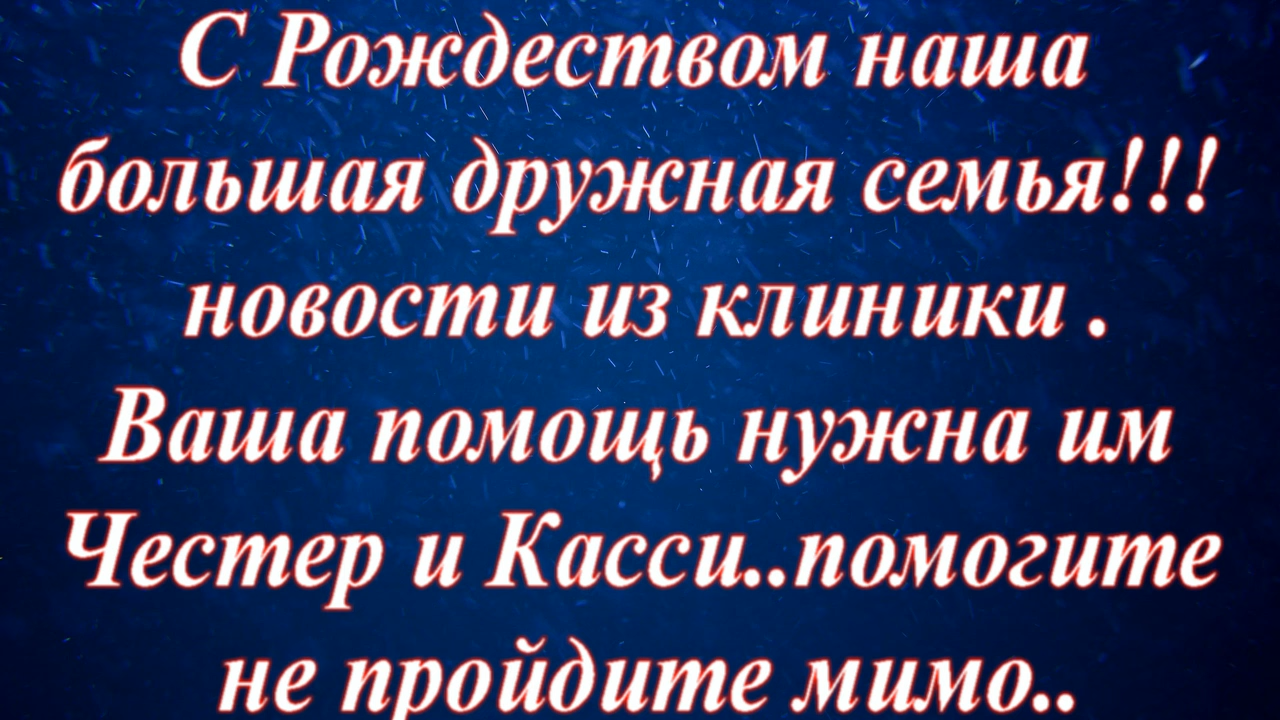 С Рождеством наша
большая дружная семья!!!
новости из клиники .
Ваша помощь нужна им
Честер и Касси..помогите
не пройдите мимо..